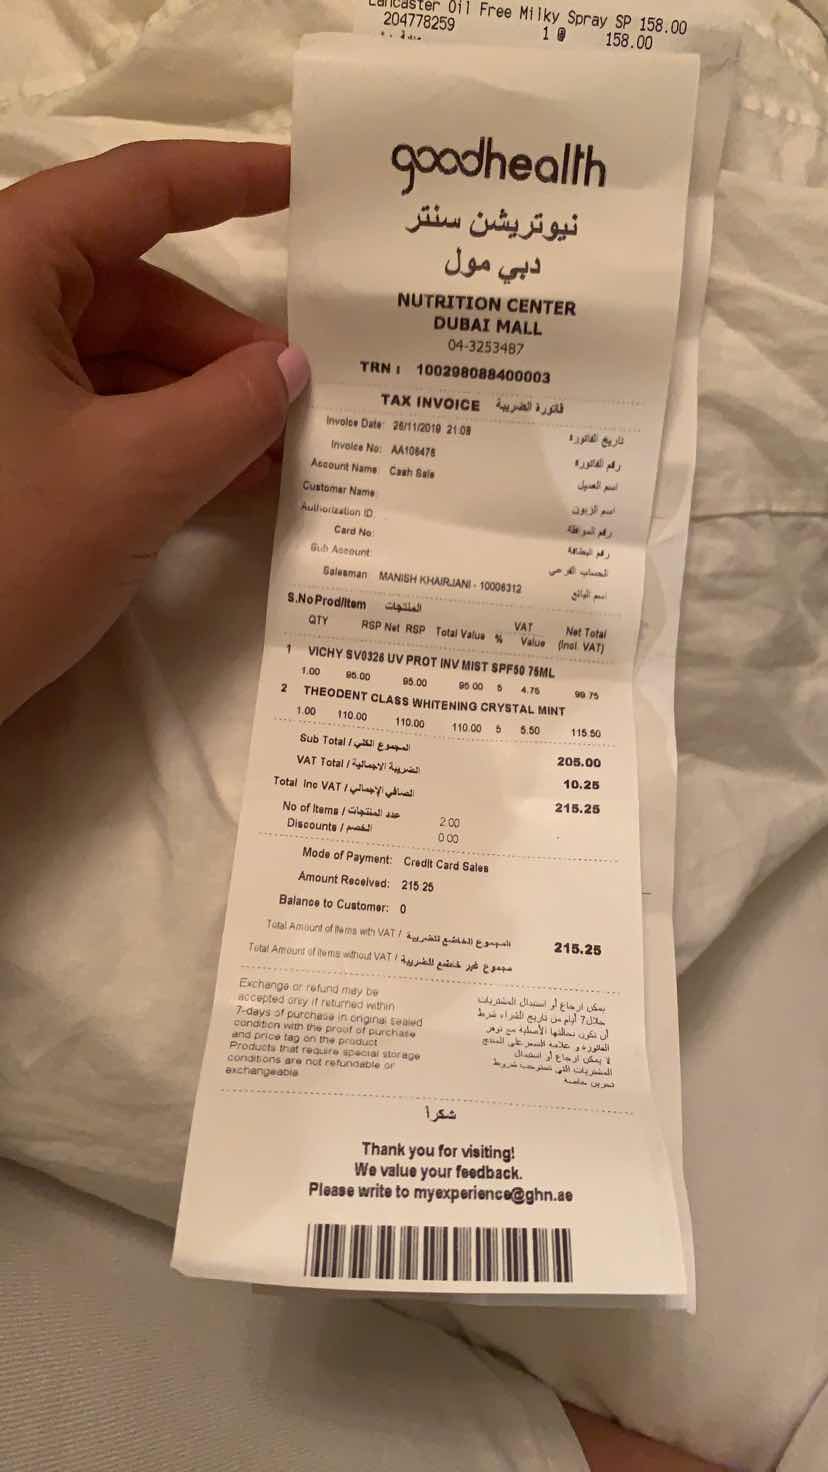 Lancaster Oil Free Milky Spray SP 158.00
204778259 1 @ 158.00
goodhealth
نيوتريشن سنتر
دبي مول
NUTRITION CENTER
DUBAI MALL
04-3253487
TRN : 100298088400003
TAX INVOICE فاتورة الضريبة
Invoice Date: 26/11/2019 21:08 تاريخ الفاتورة
Invoice No: AA106476 رقم الفاتورة
Account Name: Cash Sale اسم العميل
Customer Name: اسم الزبون
Authorization ID: رقم الموافقة
Card No: رقم البطاقة
Sub Account: الحساب الفرعي
Salesman MANISH KHAIRJANI - 10006312 اسم البائع
S.No Prod/Item المنتجات
QTY RSP Net RSP Total Value % VAT Value Net Total (Incl. VAT)
1 VICHY SV0326 UV PROT INV MIST SPF50 75ML
1.00 95.00 95.00 95.00 5 4.75 99.75
2 THEODENT CLASS WHITENING CRYSTAL MINT
1.00 110.00 110.00 110.00 5 5.50 115.50
Sub Total / المجموع الكلي 205.00
VAT Total / الضريبة الاجمالية 10.25
Total Inc VAT / الصافي الإجمالي 215.25
No of Items / عدد المنتجات 2.00
Discounts / الخصم 0.00
Mode of Payment: Credit Card Sales
Amount Received: 215.25
Balance to Customer: 0
Total Amount of Items with VAT / المجموع الخاضع للضريبة 215.25
Total Amount of Items without VAT / مجموع غير خاضع للضريبة
Exchange or refund may be
accepted only if returned within
7-days of purchase in original sealed
condition with the proof of purchase
and price tag on the product
Products that require special storage
conditions are not refundable or
exchangeable
يمكن ارجاع أو استبدال المشتريات
خلال 7 أيام من تاريخ الشراء شرط
أن تكون بحالتها الأصلية مع توفر
الفاتورة و علامة السعر على المنتج
لا يمكن ارجاع أو استبدال
المشتريات التي تستوجب شروط
تخزين خاصة
شكراً
Thank you for visiting!
We value your feedback.
Please write to myexperience@ghn.ae